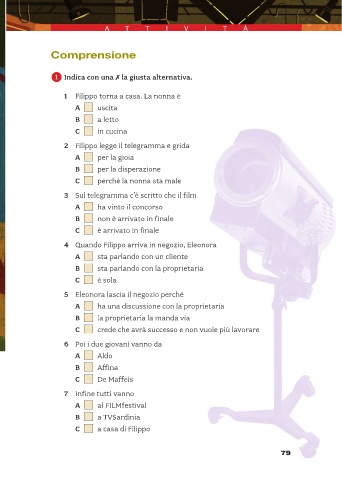 ATTIVITÀ
Comprensione
1 Indica con una ✗ la giusta alternativa.
1 Filippo torna a casa. La nonna è
A uscita
B a letto
C in cucina
2 Filippo legge il telegramma e grida
A per la gioia
B per la disperazione
C perché la nonna sta male
3 Sul telegramma c'è scritto che il film
A ha vinto il concorso
B non è arrivato in finale
C è arrivato in finale
4 Quando Filippo arriva in negozio, Eleonora
A sta parlando con un cliente
B sta parlando con la proprietaria
C è sola
5 Eleonora lascia il negozio perché
A ha una discussione con la proprietaria
B la proprietaria la manda via
C crede che avrà successo e non vuole più lavorare
6 Poi i due giovani vanno da
A Aldo
B Affina
C De Maffeis
7 Infine tutti vanno
A al FILMfestival
B a TVSardinia
C a casa di Filippo
79